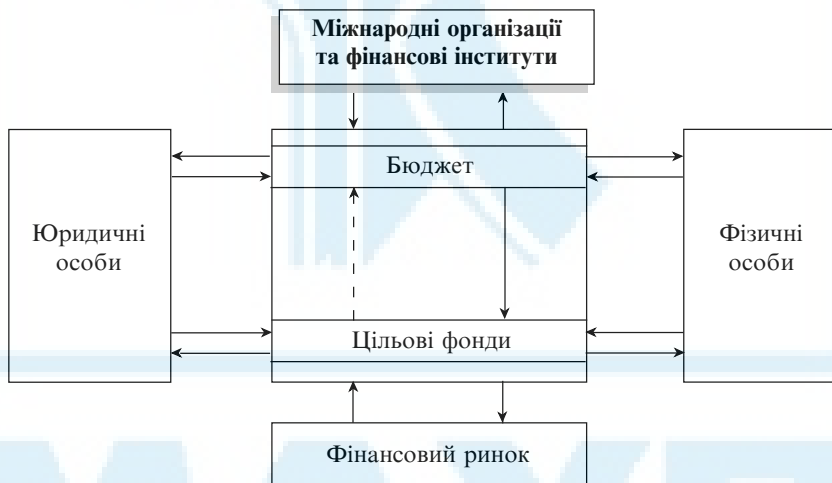 Міжнародні організації
та фінансові інститути
Бюджет
Юридичні
особи
Фізичні
особи
Цільові фонди
Фінансовий ринок